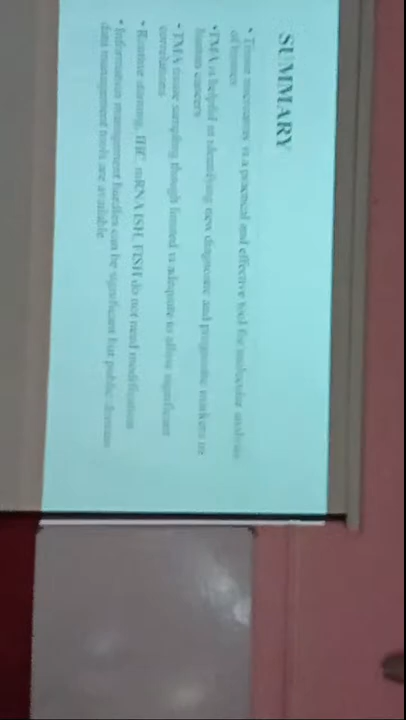 SUMMARY
• Tissue microarray is a practical and effective tool for molecular analysis
of tissues
• TMA is helpful in identifying new diagnostic and prognostic markers in
human cancers
• TMA tissue sampling though limited is adequate to allow significant
correlations
• Routine staining, IHC, mRNA ISH, FISH do not need modification
• Information management hurdles can be significant but public domain
data management tools are available